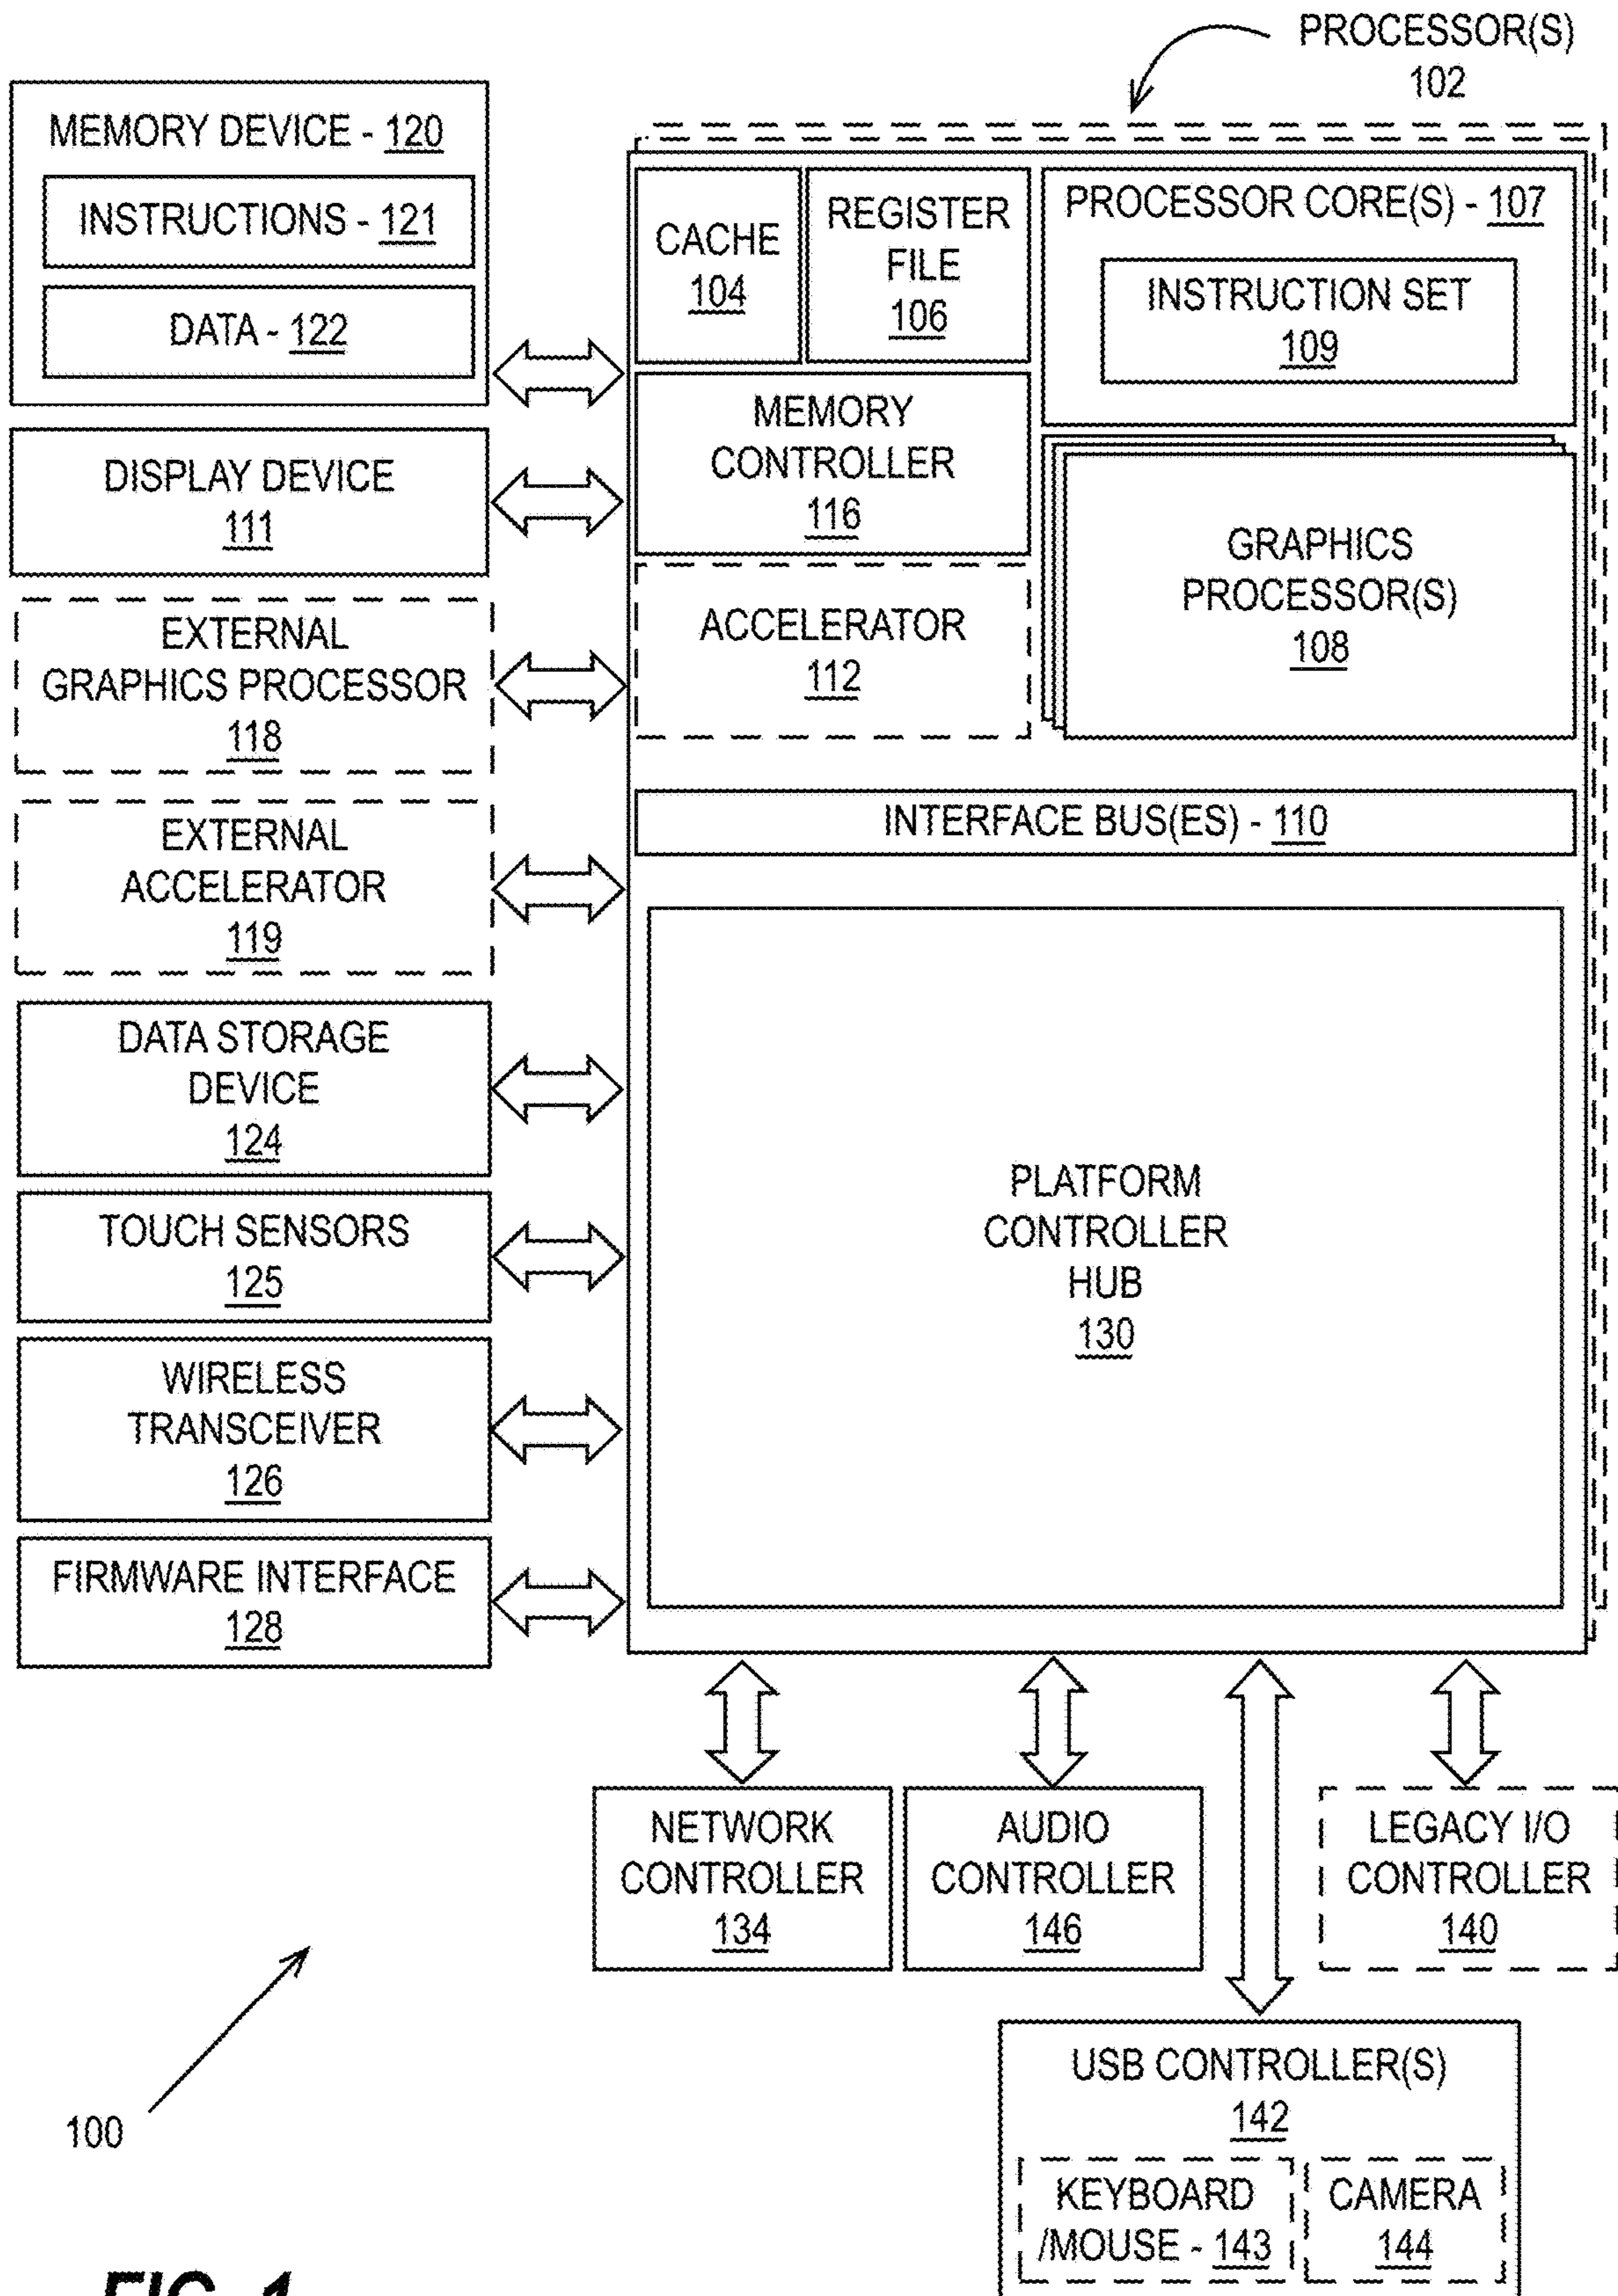 PROCESSOR(S)
102
MEMORY DEVICE - 120
INSTRUCTIONS - 121
DATA - 122
DISPLAY DEVICE
111
EXTERNAL
GRAPHICS PROCESSOR
118
EXTERNAL
ACCELERATOR
119
DATA STORAGE
DEVICE
124
TOUCH SENSORS
125
WIRELESS
TRANSCEIVER
126
FIRMWARE INTERFACE
128
CACHE
104
REGISTER
FILE
106
PROCESSOR CORE(S) - 107
INSTRUCTION SET
109
MEMORY
CONTROLLER
116
ACCELERATOR
112
GRAPHICS
PROCESSOR(S)
108
INTERFACE BUS(ES) - 110
PLATFORM
CONTROLLER
HUB
130
NETWORK
CONTROLLER
134
AUDIO
CONTROLLER
146
LEGACY I/O
CONTROLLER
140
USB CONTROLLER(S)
142
KEYBOARD
/MOUSE - 143
CAMERA
144
100
FIG. 1